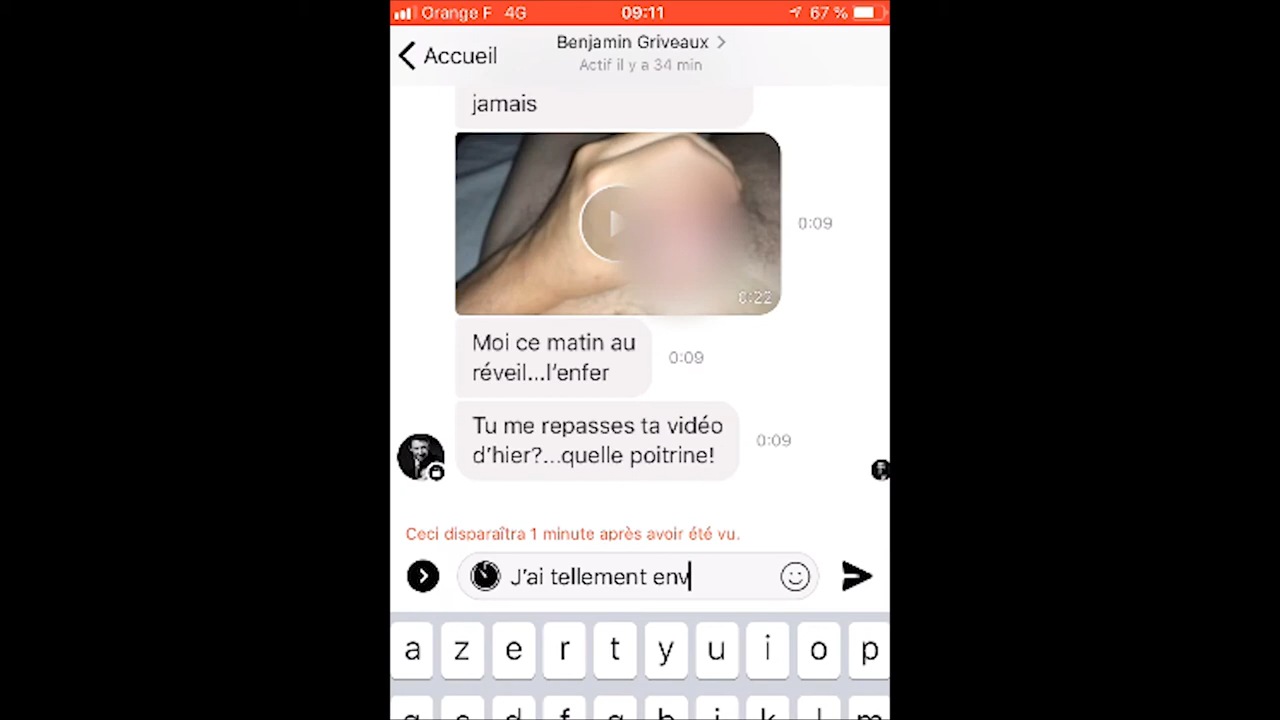 Orange F 4G 09:11 67 %
Benjamin Griveaux
Accueil
Actif il y a 34 min
jamais
0:09
0:22
Moi ce matin au
réveil...l'enfer
0:09
Tu me repasses ta vidéo
d'hier?...quelle poitrine!
0:09
Ceci disparaîtra 1 minute après avoir été vu.
J'ai tellement env
a z e r t y u i o p
q s d f g h j k l m